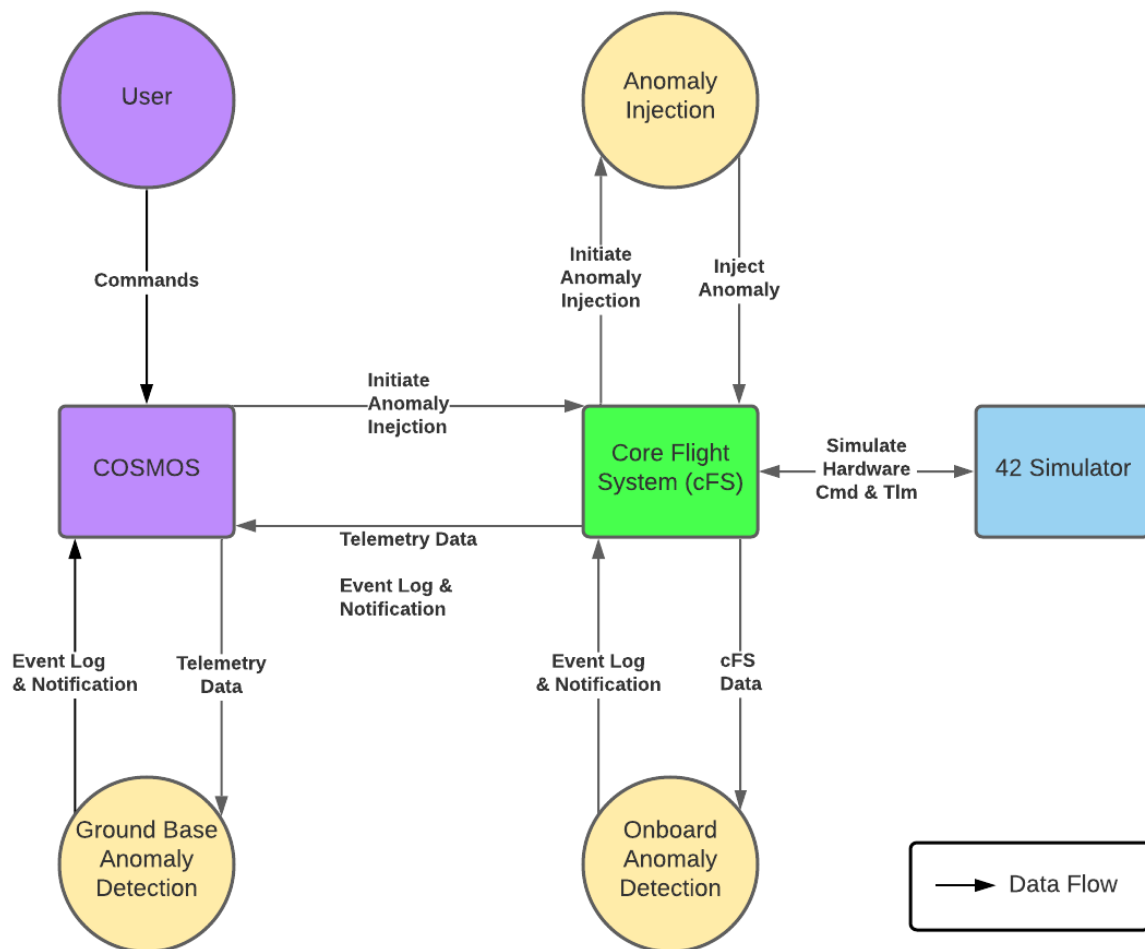 User
Anomaly
Injection
Commands
Initiate
Anomaly
Injection
Inject
Anomaly
Initiate
Anomaly
Inejction
COSMOS
Core Flight
System (cFS)
Simulate
Hardware
Cmd & Tlm
42 Simulator
Telemetry Data
Event Log &
Notification
Event Log
& Notification
Telemetry
Data
Event Log
& Notification
cFS
Data
Ground Base
Anomaly
Detection
Onboard
Anomaly
Detection
Data Flow